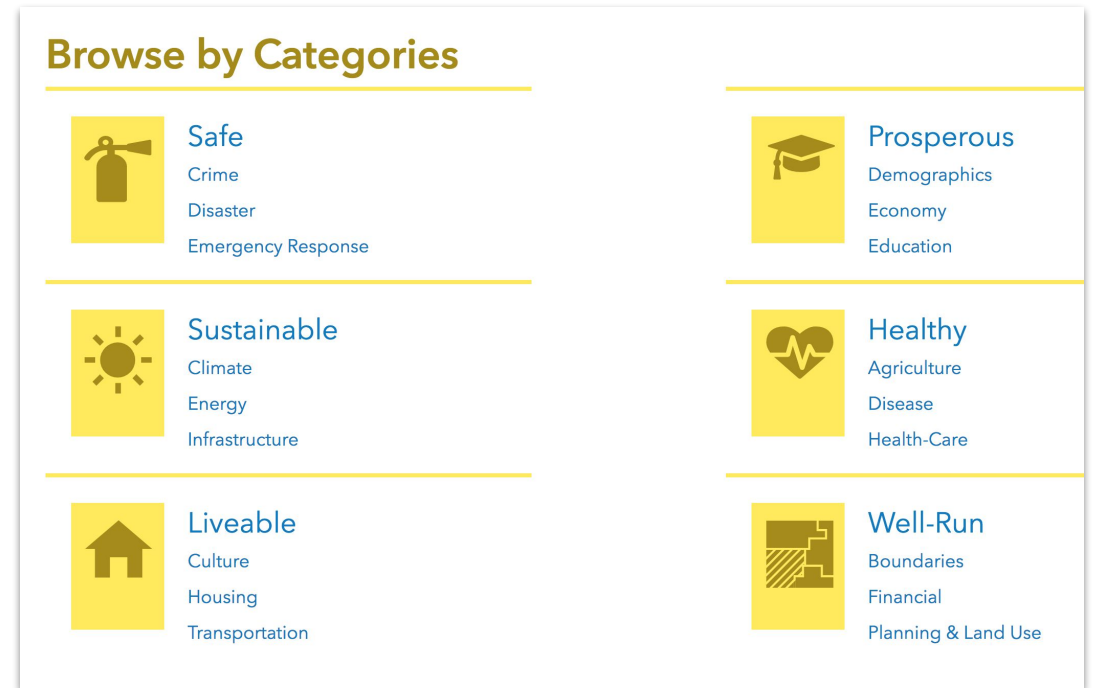 Browse by Categories
Safe
Crime
Disaster
Emergency Response
Prosperous
Demographics
Economy
Education
Sustainable
Climate
Energy
Infrastructure
Healthy
Agriculture
Disease
Health-Care
Liveable
Culture
Housing
Transportation
Well-Run
Boundaries
Financial
Planning & Land Use